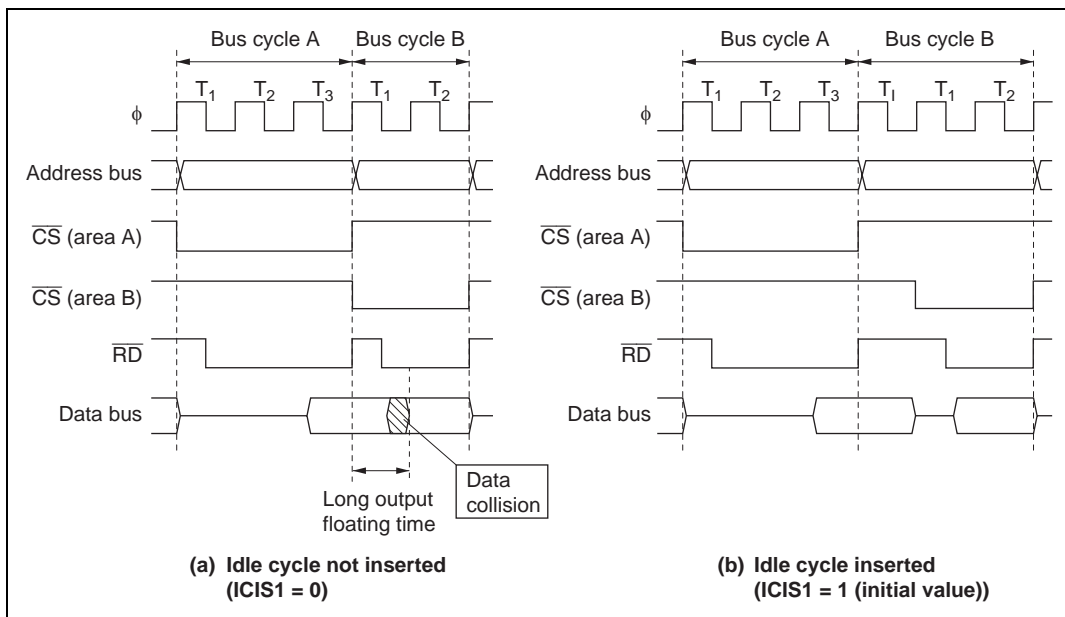 Bus cycle A Bus cycle B
T1 T2 T3 T1 T2
ϕ
Address bus
CS (area A)
CS (area B)
RD
Data bus
Long output
floating time
Data
collision
(a) Idle cycle not inserted
(ICIS1 = 0)
Bus cycle A Bus cycle B
T1 T2 T3 TI T1 T2
ϕ
Address bus
CS (area A)
CS (area B)
RD
Data bus
(b) Idle cycle inserted
(ICIS1 = 1 (initial value))